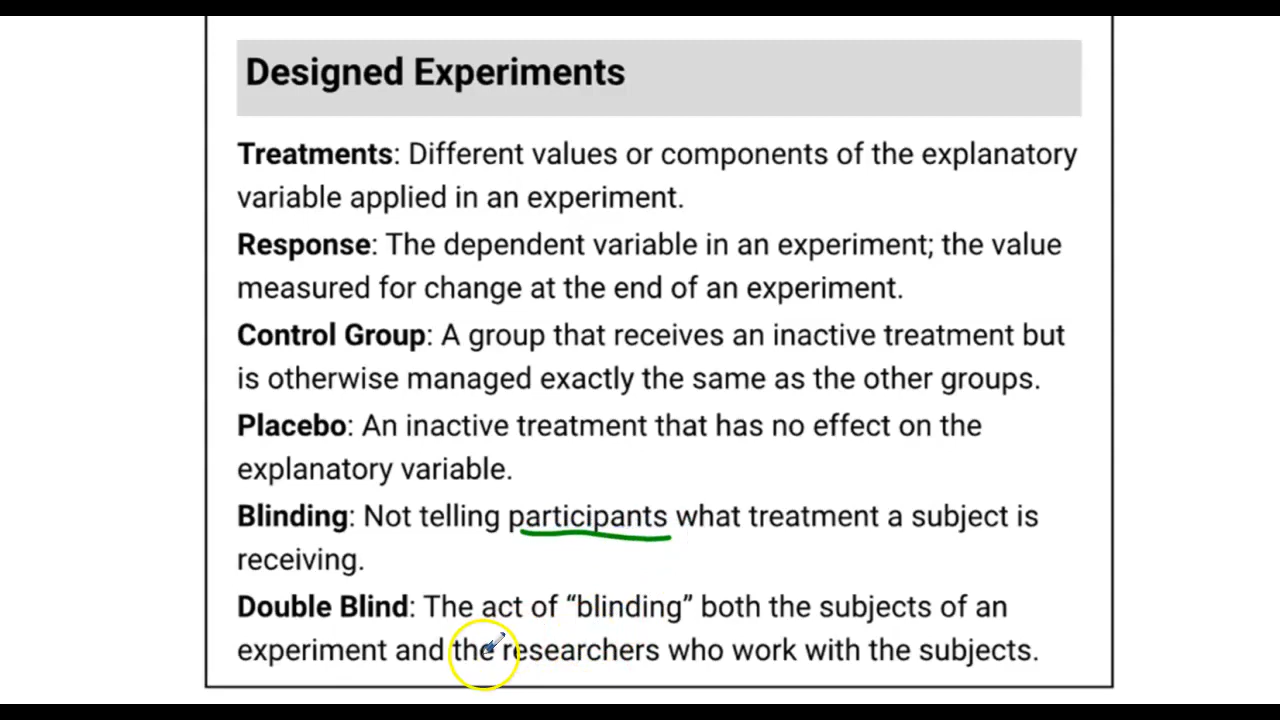 Designed Experiments
Treatments: Different values or components of the explanatory
variable applied in an experiment.
Response: The dependent variable in an experiment; the value
measured for change at the end of an experiment.
Control Group: A group that receives an inactive treatment but
is otherwise managed exactly the same as the other groups.
Placebo: An inactive treatment that has no effect on the
explanatory variable.
Blinding: Not telling participants what treatment a subject is
receiving.
Double Blind: The act of “blinding” both the subjects of an
experiment and the researchers who work with the subjects.